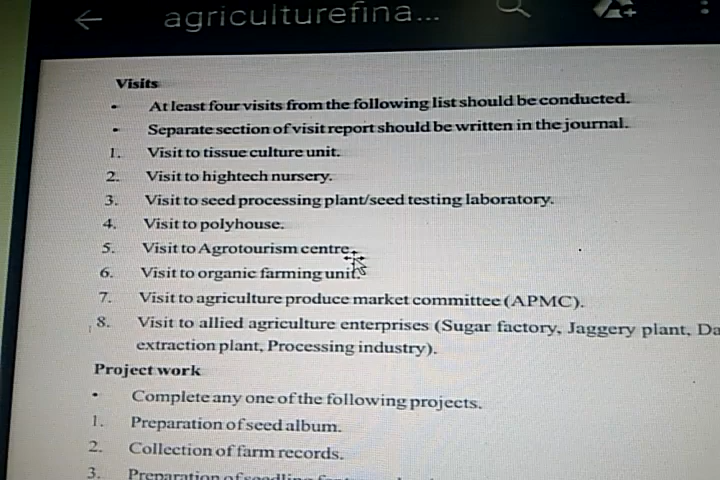 agriculturefina...
Visits
• At least four visits from the following list should be conducted.
• Separate section of visit report should be written in the journal.
1. Visit to tissue culture unit.
2. Visit to hightech nursery.
3. Visit to seed processing plant/seed testing laboratory.
4. Visit to polyhouse.
5. Visit to Agrotourism centre.
6. Visit to organic farming unit.
7. Visit to agriculture produce market committee (APMC).
8. Visit to allied agriculture enterprises (Sugar factory, Jaggery plant,
extraction plant, Processing industry).
Project work
• Complete any one of the following projects.
1. Preparation of seed album.
2. Collection of farm records.
3. Preparation of